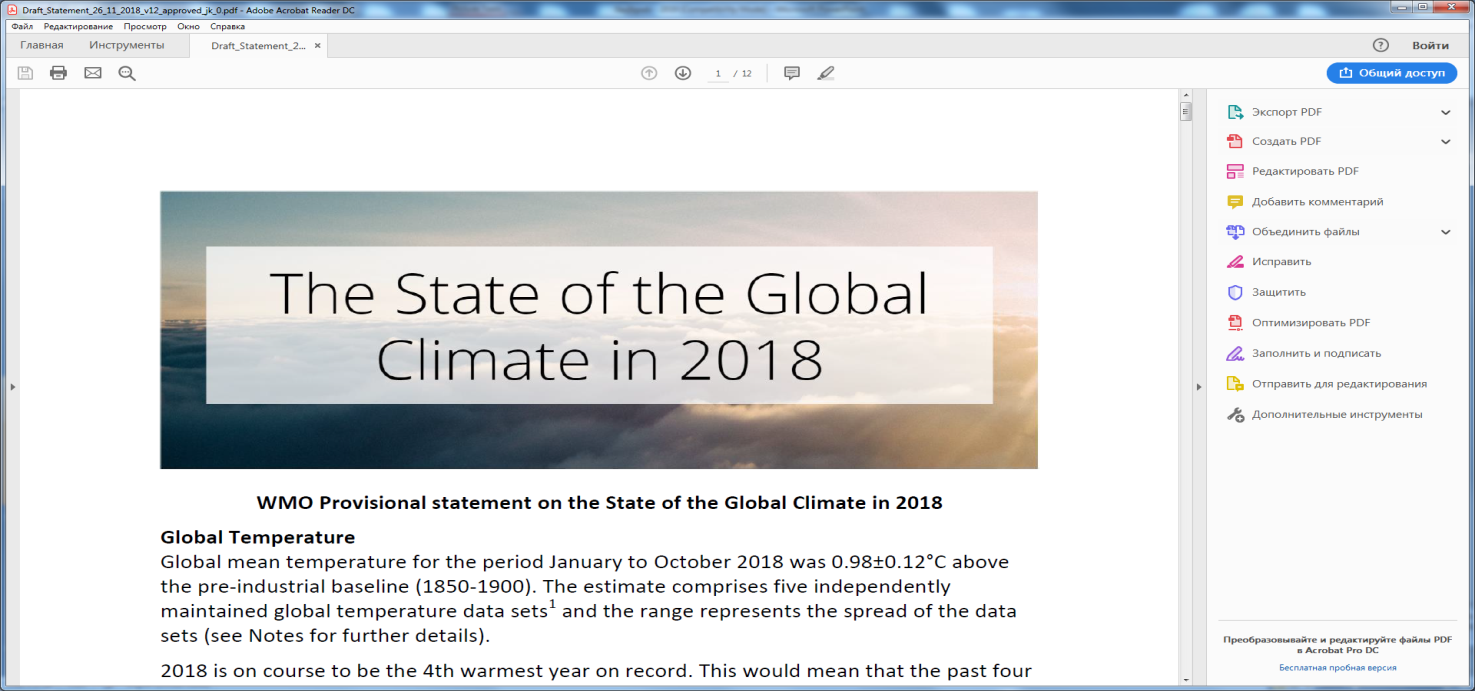 Draft_Statement_26_11_2018_v12_approved_jk_0.pdf - Adobe Acrobat Reader DC
Файл Редактирование Просмотр Окно Справка
Главная Инструменты Draft_Statement_2... × ? Войти
1 / 12 Общий доступ
The State of the Global
Climate in 2018
WMO Provisional statement on the State of the Global Climate in 2018
Global Temperature
Global mean temperature for the period January to October 2018 was 0.98±0.12°C above
the pre-industrial baseline (1850-1900). The estimate comprises five independently
maintained global temperature data sets¹ and the range represents the spread of the data
sets (see Notes for further details).
2018 is on course to be the 4th warmest year on record. This would mean that the past four
Экспорт PDF
Создать PDF
Редактировать PDF
Добавить комментарий
Объединить файлы
Исправить
Защитить
Оптимизировать PDF
Заполнить и подписать
Отправить для редактирования
Дополнительные инструменты
Преобразовывайте и редактируйте файлы PDF
в Acrobat Pro DC
Бесплатная пробная версия